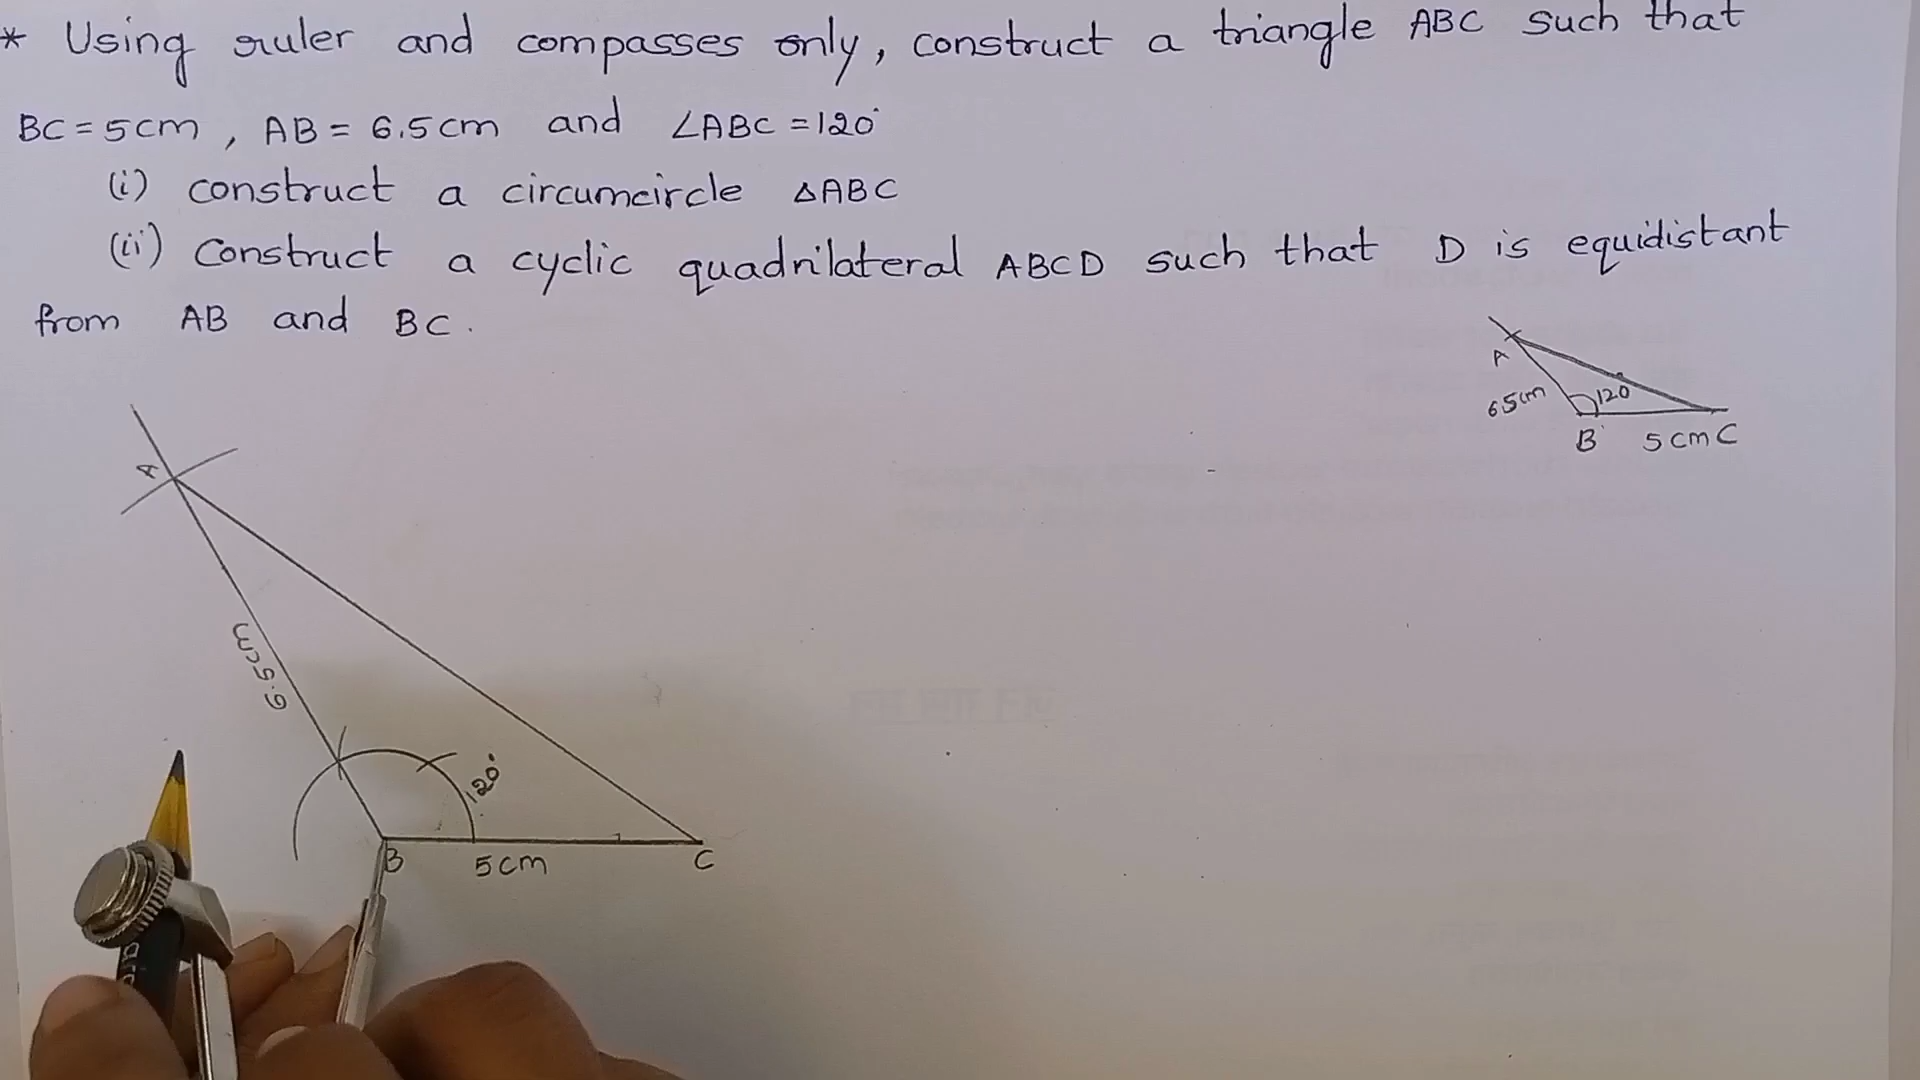 * Using ruler and compasses only, construct a triangle ABC such that
BC = 5cm, AB = 6.5cm and ∠ABC = 120°
(i) construct a circumcircle △ABC
(ii) Construct a cyclic quadrilateral ABCD such that D is equidistant
from AB and BC.
A
6.5cm
120
B
5cm C
A
6.5cm
120°
B
5cm
C